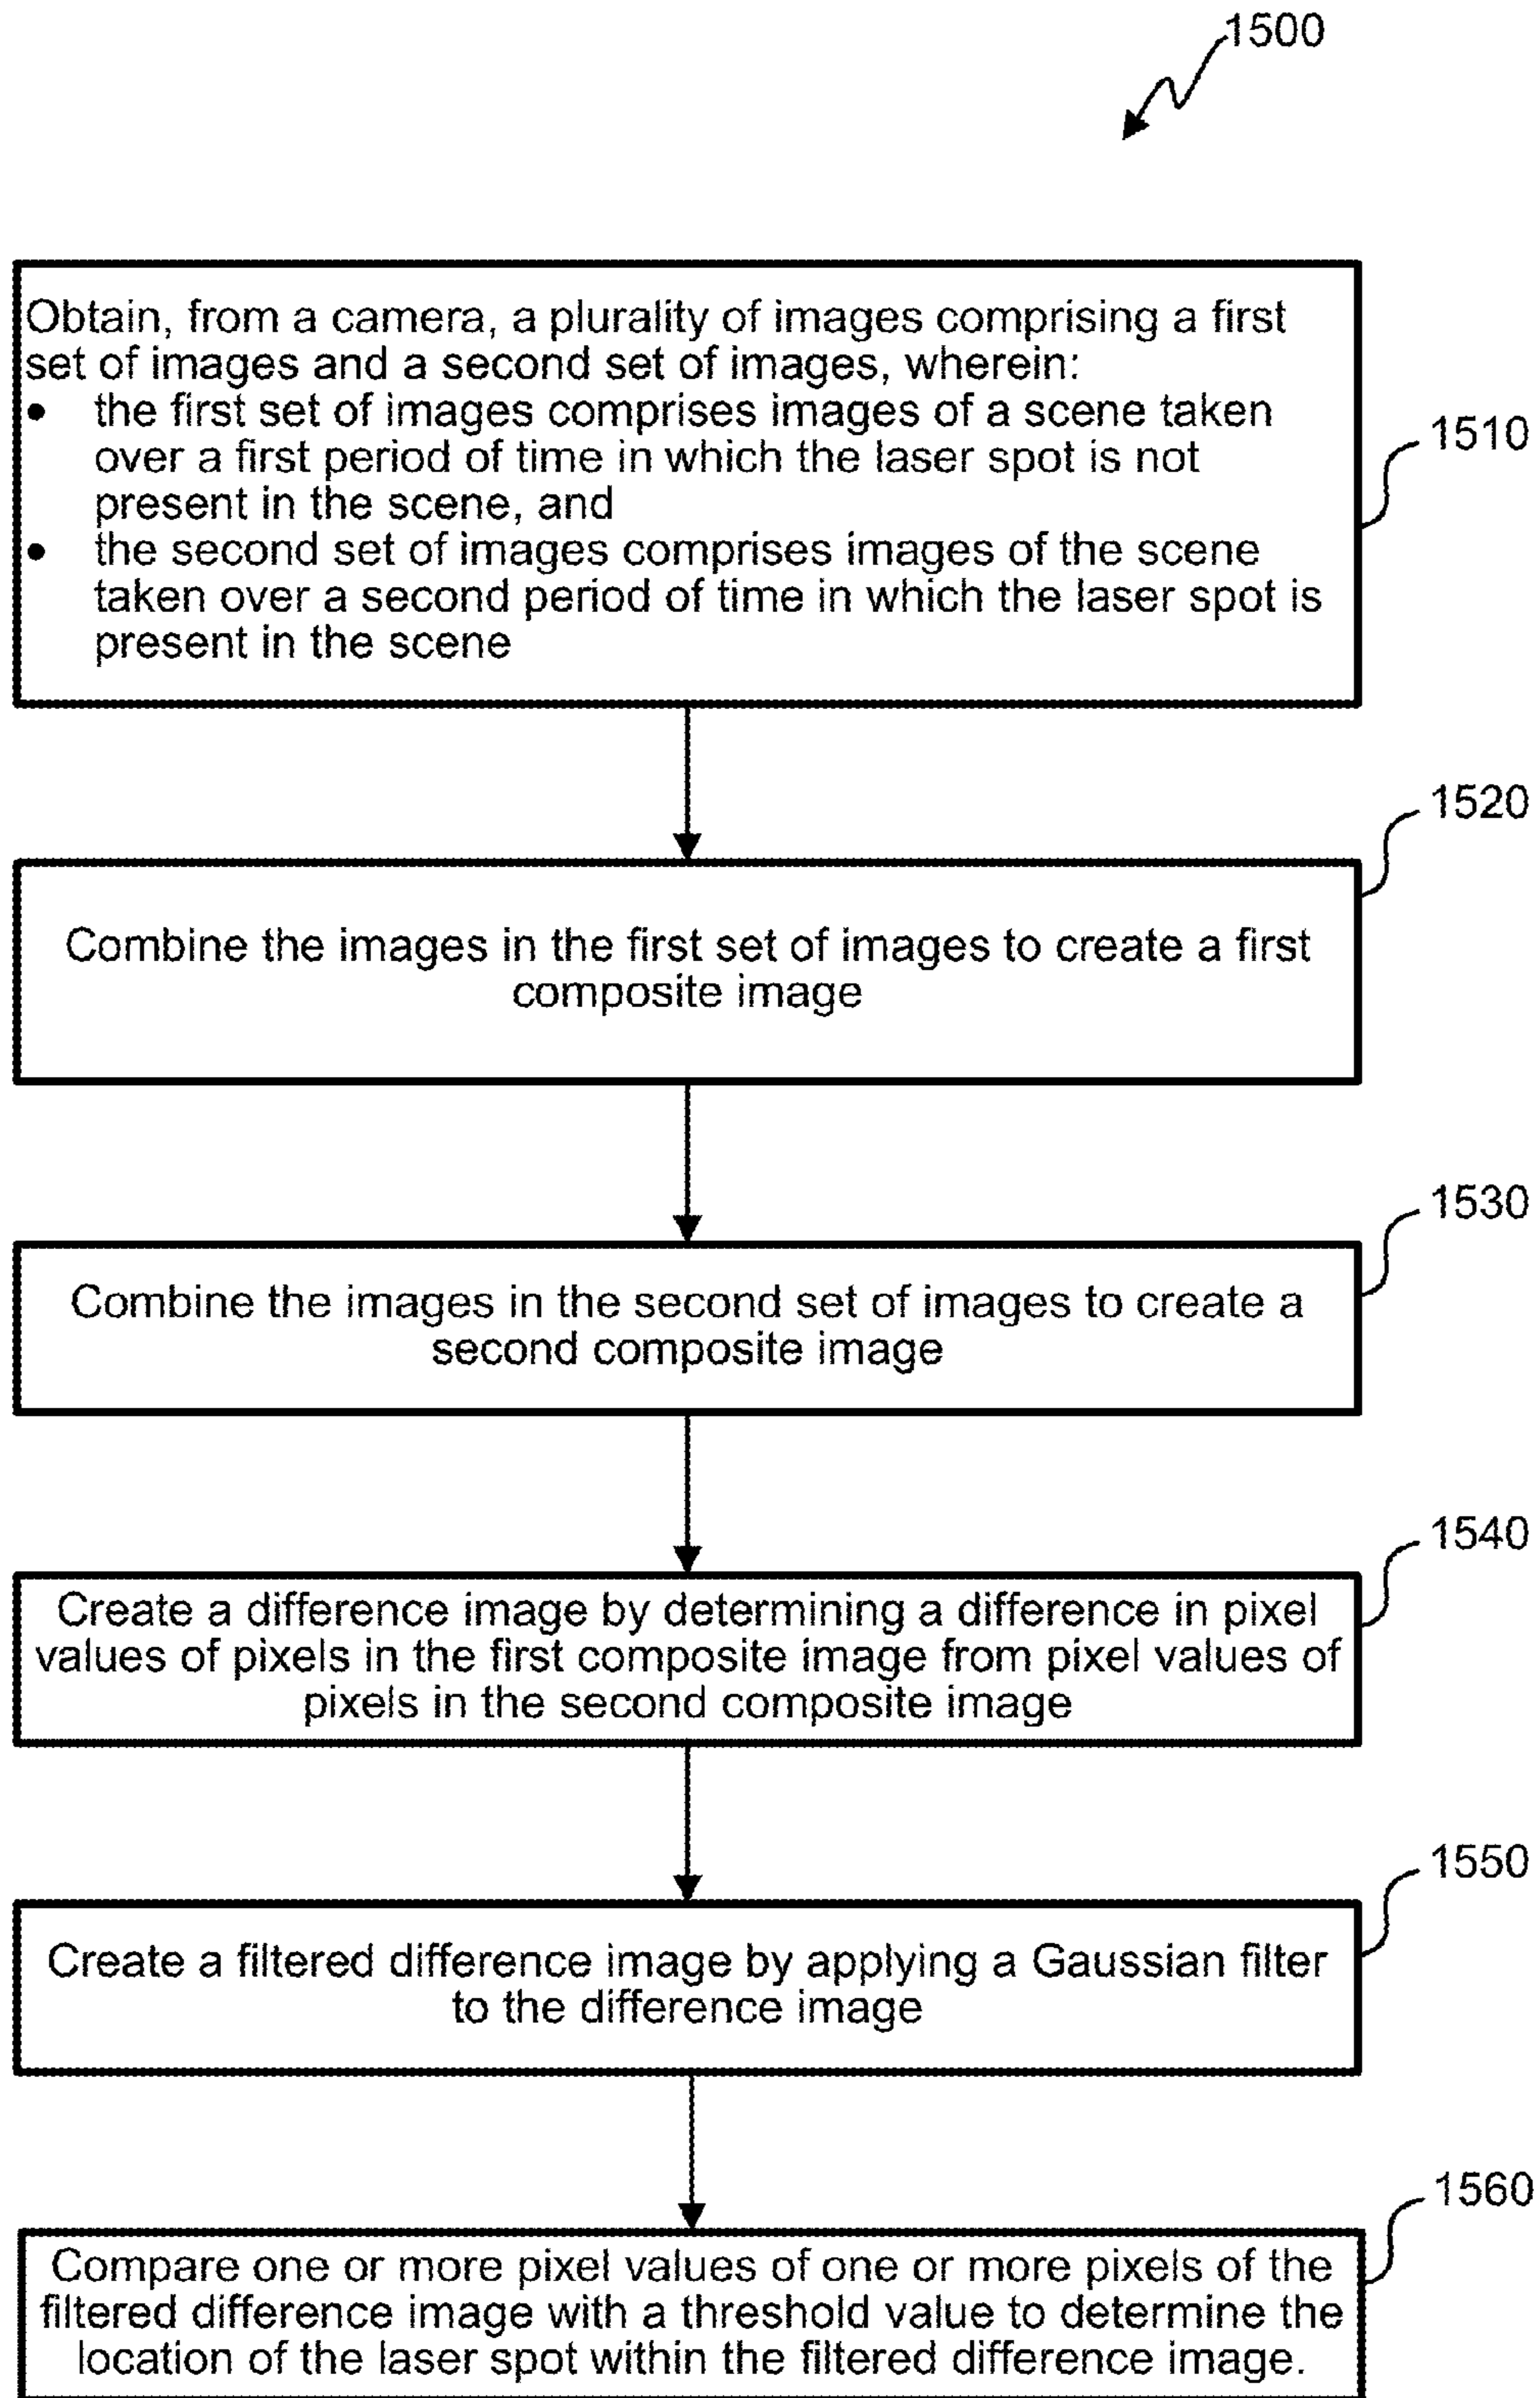 1500
Obtain, from a camera, a plurality of images comprising a first
set of images and a second set of images, wherein:
• the first set of images comprises images of a scene taken
over a first period of time in which the laser spot is not
present in the scene, and
• the second set of images comprises images of the scene
taken over a second period of time in which the laser spot is
present in the scene
1510
Combine the images in the first set of images to create a first
composite image
1520
Combine the images in the second set of images to create a
second composite image
1530
Create a difference image by determining a difference in pixel
values of pixels in the first composite image from pixel values of
pixels in the second composite image
1540
Create a filtered difference image by applying a Gaussian filter
to the difference image
1550
Compare one or more pixel values of one or more pixels of the
filtered difference image with a threshold value to determine the
location of the laser spot within the filtered difference image.
1560